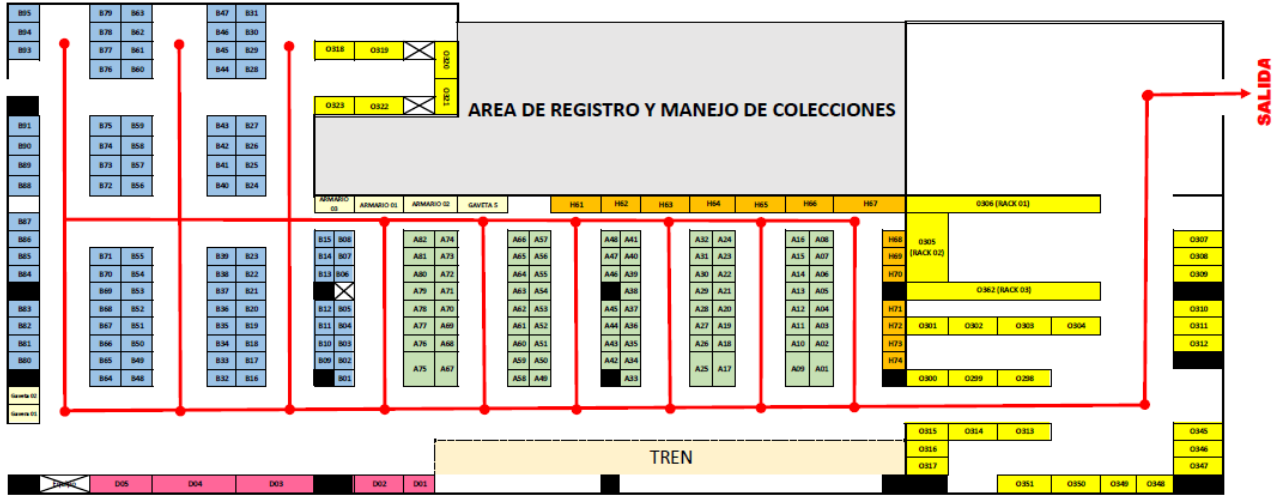 B95 B79 B63 B47 B31
B94 B78 B62 B46 B30
B93 B77 B61 B45 B29 O318 O319 O320
B76 B60 B44 B28 O321
O323 O322
AREA DE REGISTRO Y MANEJO DE COLECCIONES
SALIDA
B91 B75 B59 B43 B27
B90 B74 B58 B42 B26
B89 B73 B57 B41 B25
B88 B72 B56 B40 B24
ARMARIO 03 ARMARIO 01 ARMARIO 02 GAVETA 5 H61 H62 H63 H64 H65 H66 H67 0306 (RACK 01)
B87
B86 B15 B08 A82 A74 A66 A57 A48 A41 A32 A24 A16 A08 H68 0305 (RACK 02) O307
B85 B71 B55 B39 B23 B14 B07 A81 A73 A65 A56 A47 A40 A31 A23 A15 A07 H69 O308
B84 B70 B54 B38 B22 B13 B06 A80 A72 A64 A55 A46 A39 A30 A22 A14 A06 H70 O309
B69 B53 B37 B21 A79 A71 A63 A54 A38 A29 A21 A13 A05 O362 (RACK 03)
B83 B68 B52 B36 B20 B12 B05 A78 A70 A62 A53 A45 A37 A28 A20 A12 A04 H71 O310
B82 B67 B51 B35 B19 B11 B04 A77 A69 A61 A52 A44 A36 A27 A19 A11 A03 H72 O301 O302 O303 O304 O311
B81 B66 B50 B34 B18 B10 B03 A76 A68 A60 A51 A43 A35 A26 A18 A10 A02 H73 O312
B80 B65 B49 B33 B17 B09 B02 A75 A67 A59 A50 A42 A34 A25 A17 A09 A01 H74
B64 B48 B32 B16 B01 A58 A49 A33 O300 O299 O298
Gaveta 02
Gaveta 01
O315 O314 O313 O345
TREN
O316 O346
O317 O347
Equipo D05 D04 D03 D02 D01 O351 O350 O349 O348